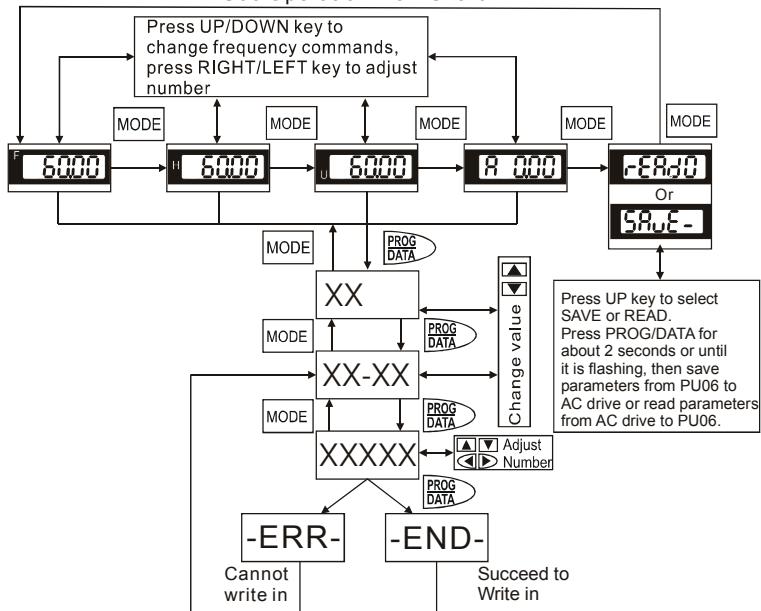 Press UP/DOWN key to
change frequency commands,
press RIGHT/LEFT key to adjust
number
MODE
MODE
MODE
MODE
MODE
F 60.00
H 60.00
U 60.00
A 0.00
rEAd0
Or
SAvE-
MODE
PROG
DATA
XX
MODE
PROG
DATA
XX-XX
MODE
PROG
DATA
XXXXX
PROG
DATA
Change value
Adjust
Number
Press UP key to select
SAVE or READ.
Press PROG/DATA for
about 2 seconds or until
it is flashing, then save
parameters from PU06 to
AC drive or read parameters
from AC drive to PU06.
-ERR-
-END-
Cannot
write in
Succeed to
Write in